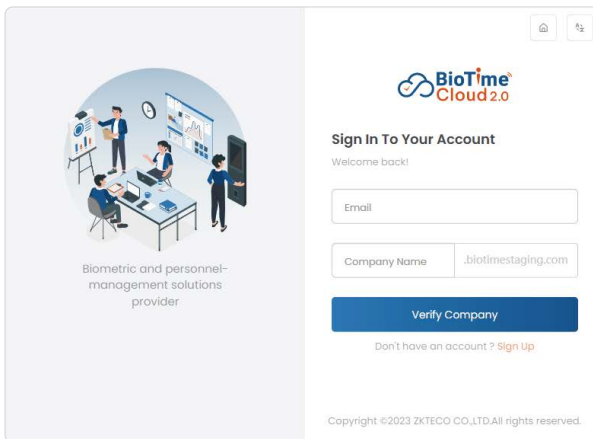 BioTime
Cloud 2.0
Sign In To Your Account
Welcome back!
Email
Company Name .biotimestaging.com
Verify Company
Don't have an account ? Sign Up
Biometric and personnel-
management solutions
provider
Copyright ©2023 ZKTECO CO.,LTD.All rights reserved.